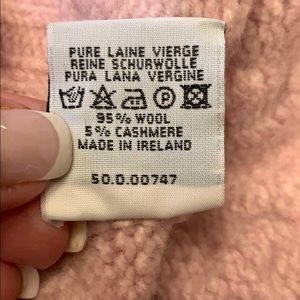 PURE LAINE VIERGE
REINE SCHURWOLLE
PURA LANA VERGINE
95% WOOL
5% CASHMERE
MADE IN IRELAND
50.0.00747